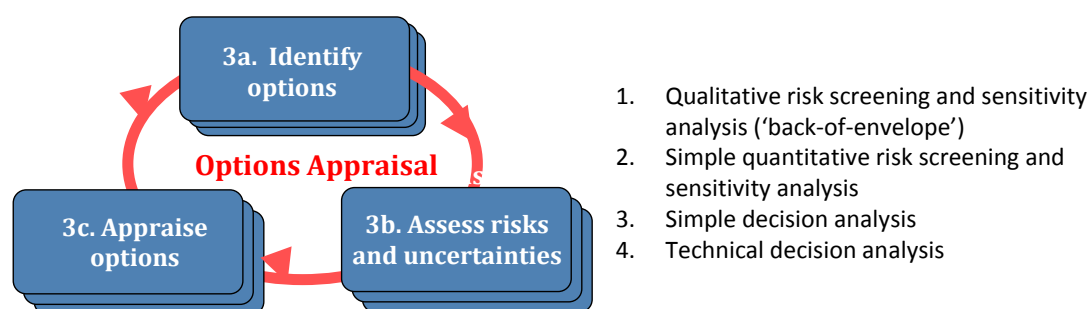 3a. Identify
options
Options Appraisal
3c. Appraise
options
3b. Assess risks
and uncertainties
1. Qualitative risk screening and sensitivity
analysis (‘back-of-envelope’)
2. Simple quantitative risk screening and
sensitivity analysis
3. Simple decision analysis
4. Technical decision analysis